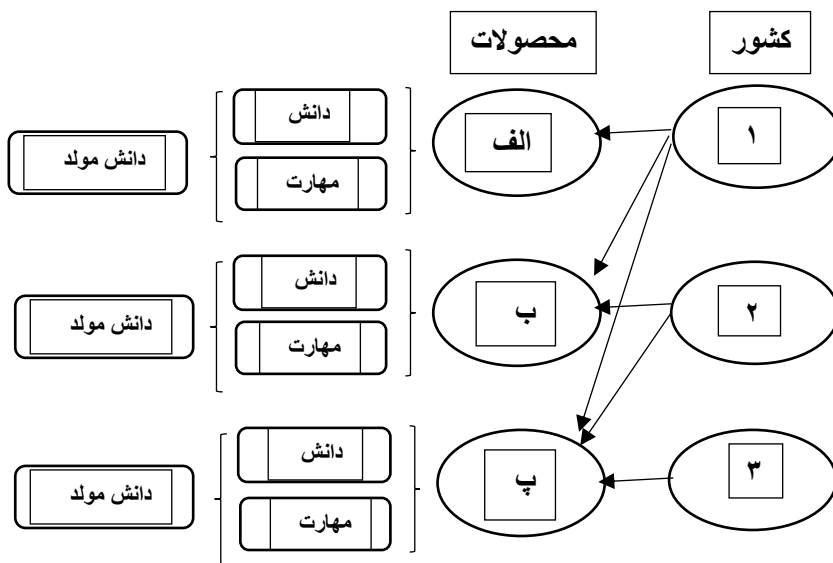 کشور
محصولات
۱
الف
دانش
مهارت
دانش مولد
۲
ب
دانش
مهارت
دانش مولد
۳
پ
دانش
مهارت
دانش مولد